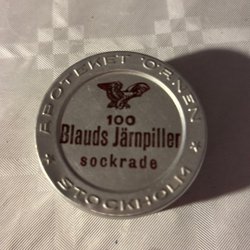 APOTEKET ÖRNEN
100
Blauds Järnpiller
sockrade
STOCKHOLM